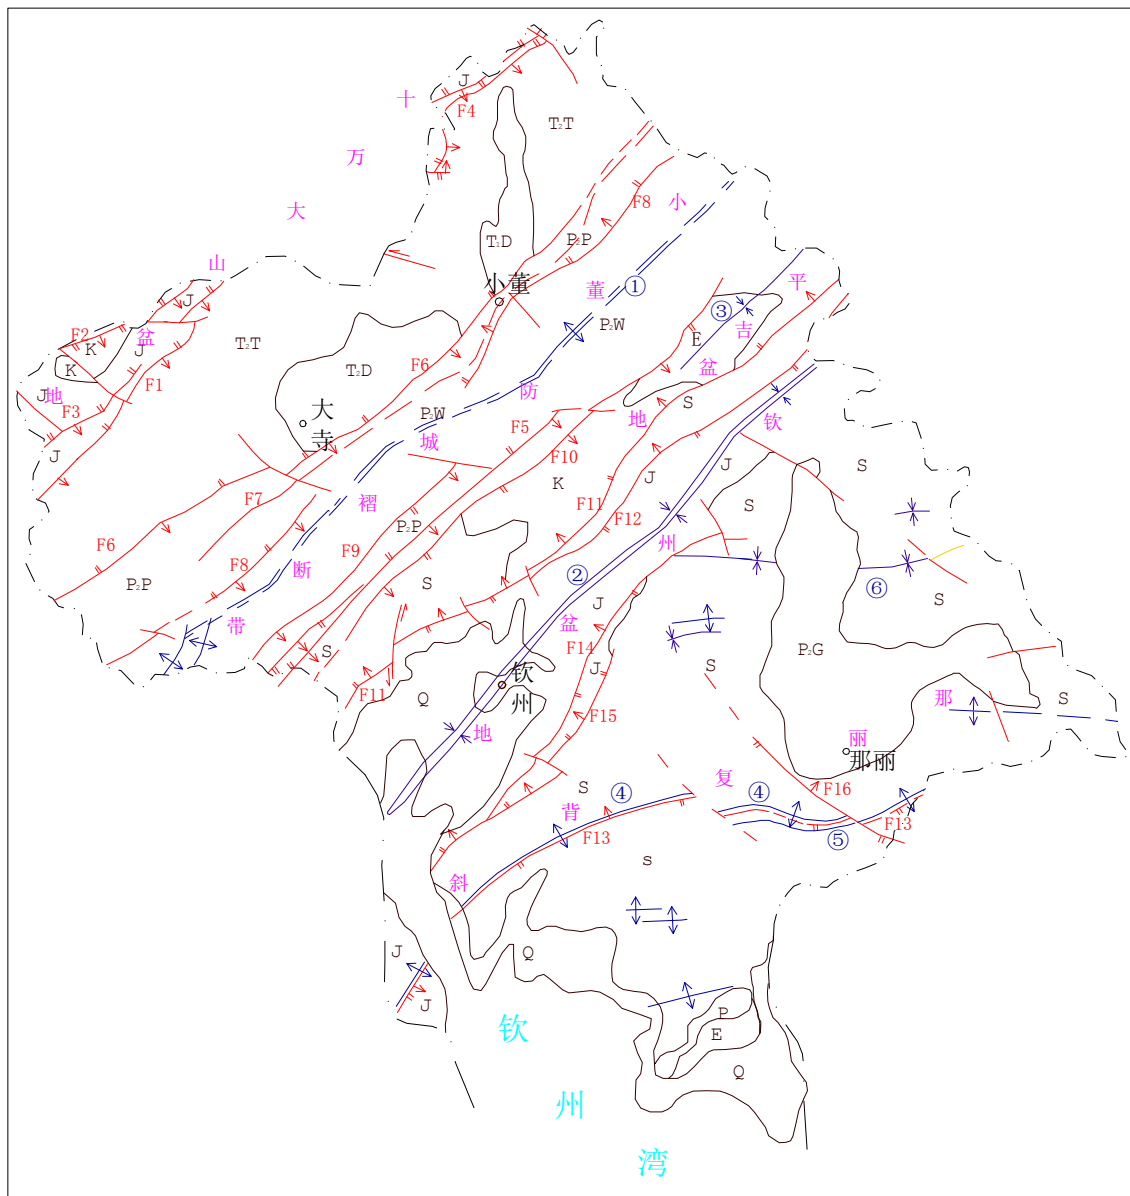 J
F4
十
T₂T
万
大
F8
小
T₁D
P₂P
山
J
小董
董
①
平
③
吉
P₂W
F2
盆
K
J
T₂T
E
K
F6
盆
T₂D
J
地
F1
防
S
F3
大
寺
P₂W
城
F5
地
钦
J
F10
J
S
F7
褶
K
F11
J
S
F12
P₂P
F6
F9
州
F8
断
②
P₂P
S
⑥
J
S
带
盆
F14
S
P₂G
J
S
钦
州
F11
Q
那
S
F15
地
丽
那丽
复
S
④
④
F16
背
F13
F13
⑤
斜
s
J
Q
J
P
钦
E
Q
州
湾